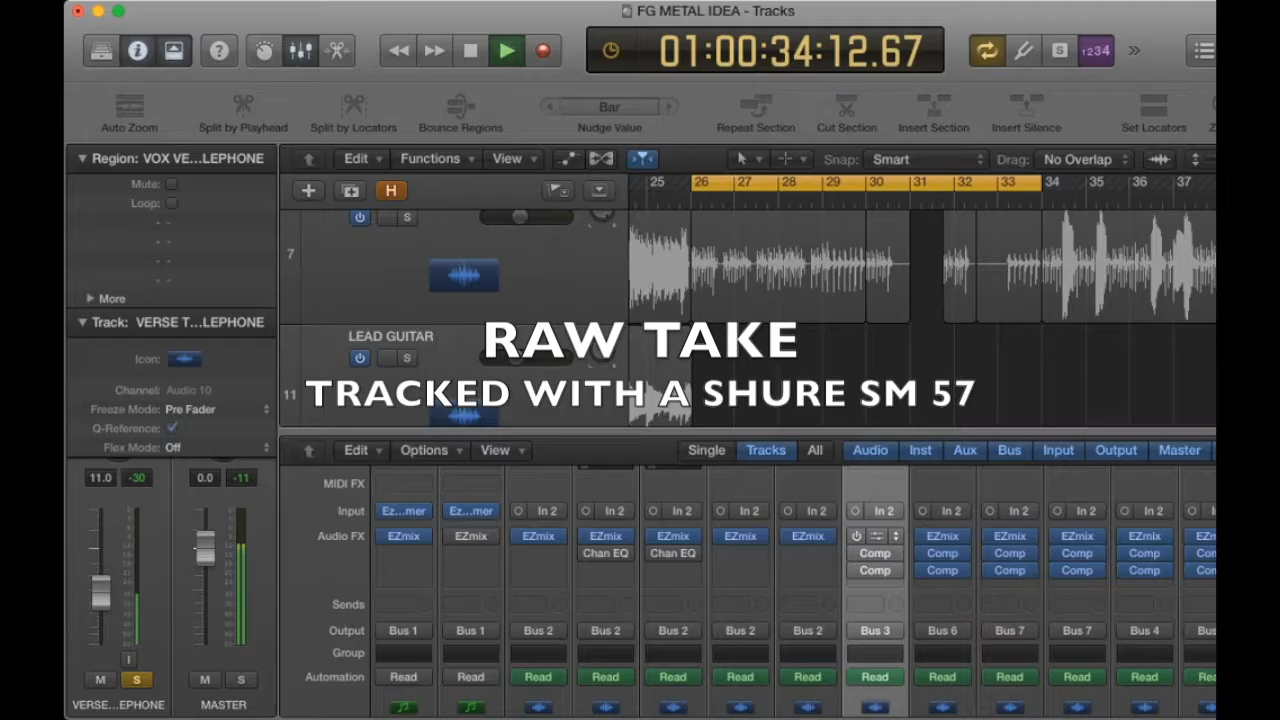 FG METAL IDEA - Tracks
01:00:34:12.67
S
1234
Auto Zoom
Split by Playhead
Split by Locators
Bounce Regions
Bar
Nudge Value
Repeat Section
Cut Section
Insert Section
Insert Silence
Set Locators
Region: VOX VE...LEPHONE
Edit
Functions
View
Snap: Smart
Drag: No Overlap
Mute:
Loop:
H
25 26 27 28 29 30 31 32 33 34 35 36 37
S
7
More
Track: VERSE T...LEPHONE
LEAD GUITAR
S
11
RAW TAKE
TRACKED WITH A SHURE SM 57
Icon:
Channel: Audio 10
Freeze Mode: Pre Fader
Q-Reference:
Flex Mode: Off
Edit
Options
View
Single
Tracks
All
Audio
Inst
Aux
Bus
Input
Output
Master
11.0 -30
0.0 -11
MIDI FX
Input Ez...mer Ez...mer In 2 In 2 In 2 In 2 In 2 In 2 In 2 In 2 In 2 In 2
Audio FX EZmix EZmix EZmix EZmix EZmix EZmix EZmix EZmix EZmix EZmix EZmix
Chan EQ Chan EQ Comp Comp Comp Comp Comp
Comp Comp Comp Comp Comp
Sends
Output Bus 1 Bus 1 Bus 2 Bus 2 Bus 2 Bus 2 Bus 2 Bus 3 Bus 6 Bus 7 Bus 7 Bus 4
Group
Automation Read Read Read Read Read Read Read Read Read Read Read Read
I
M S
M S
VERSE...EPHONE
MASTER